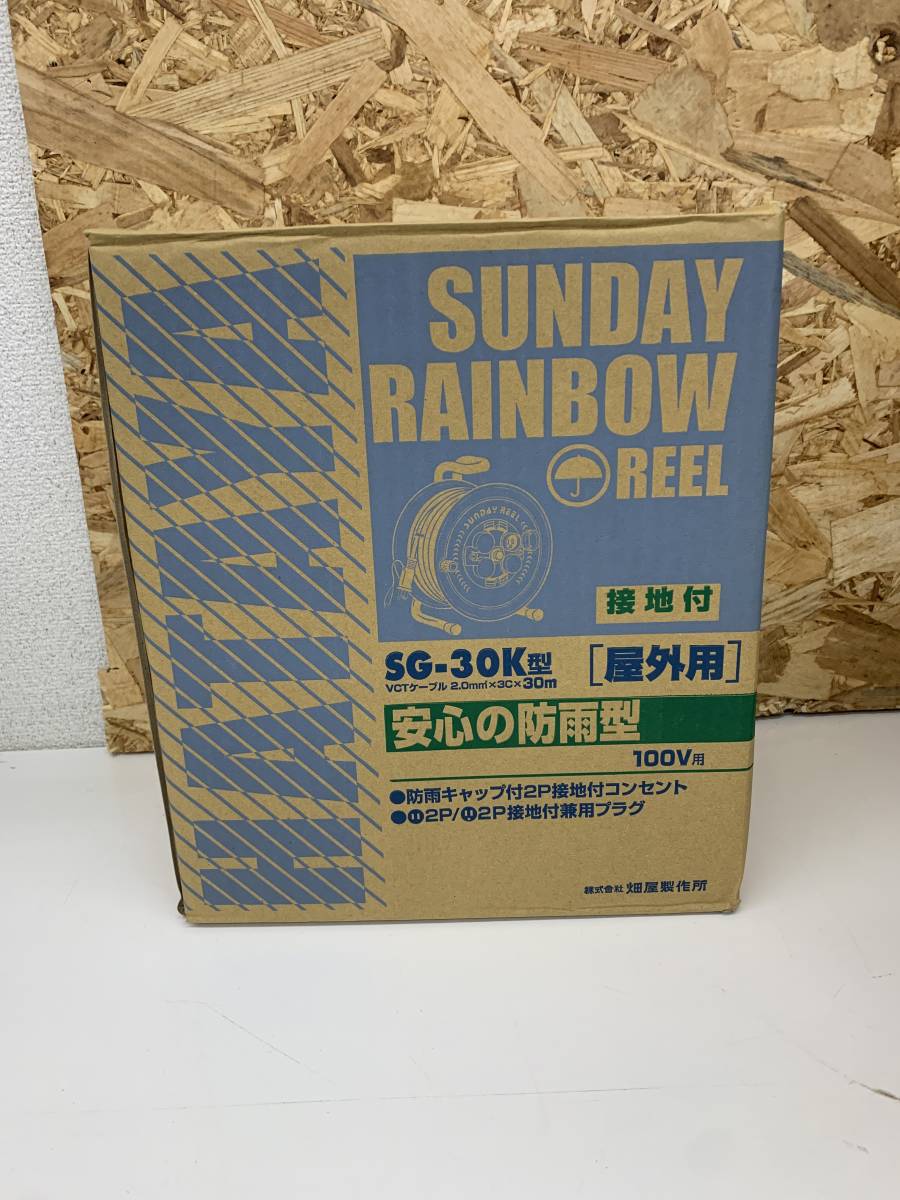 HATAYA
SUNDAY
RAINBOW
REEL
SUNDAY REEL
接地付
SG-30K型
[屋外用]
VCTケーブル 2.0mm²×3C×30m
安心の防雨型
100V用
●防雨キャップ付2P接地付コンセント
●2P/2P接地付兼用プラグ
株式会社 畑屋製作所